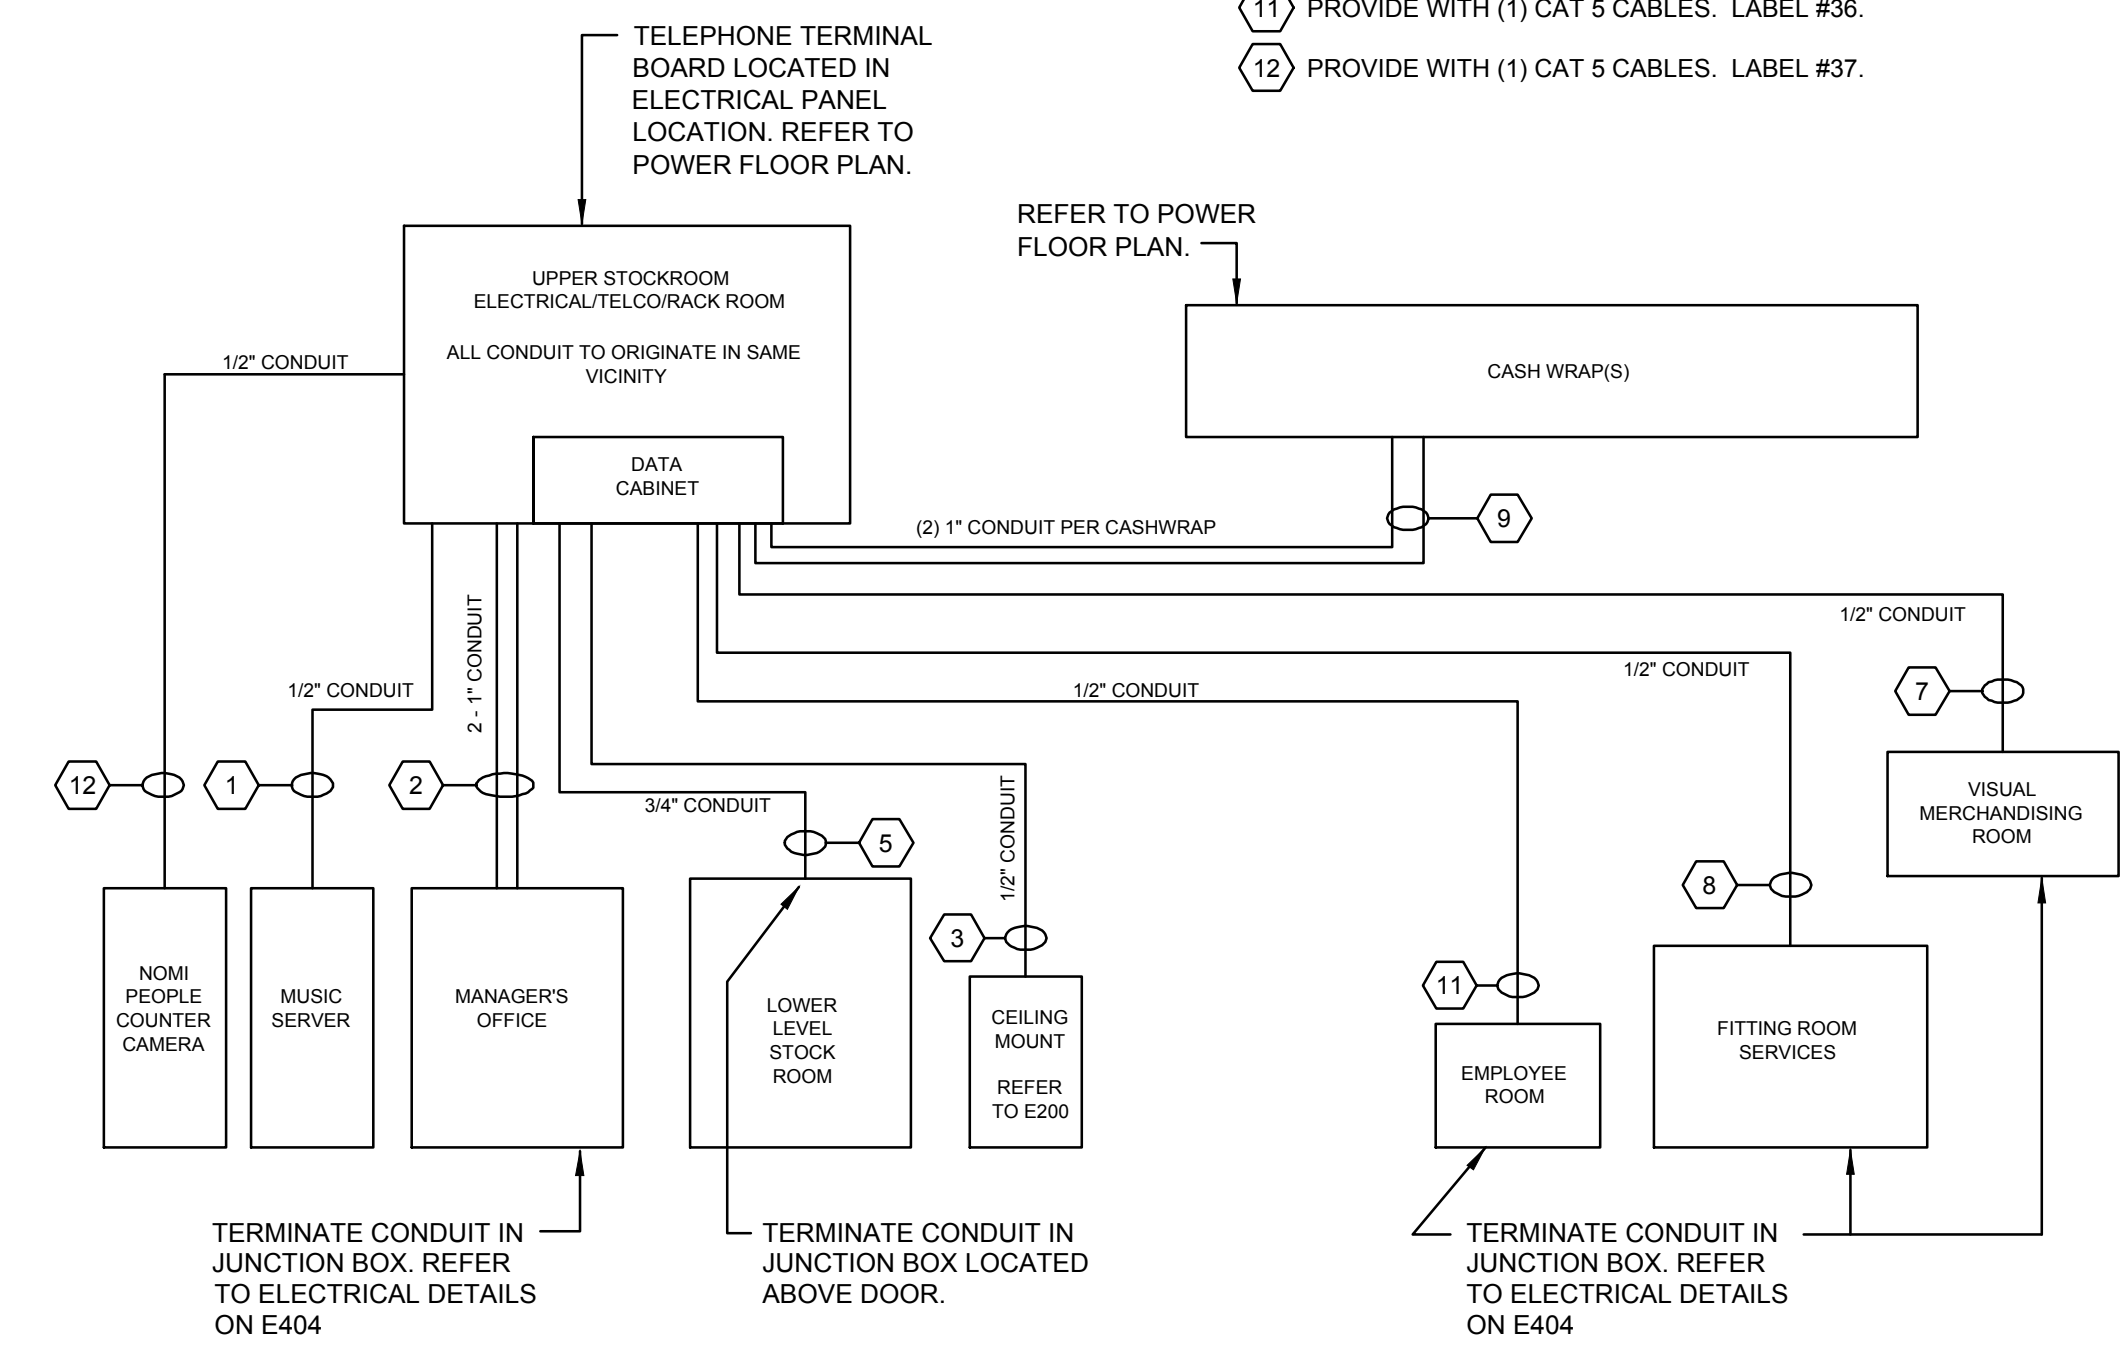 11 PROVIDE WITH (1) CAT 5 CABLES. LABEL #36.
12 PROVIDE WITH (1) CAT 5 CABLES. LABEL #37.
TELEPHONE TERMINAL
BOARD LOCATED IN
ELECTRICAL PANEL
LOCATION. REFER TO
POWER FLOOR PLAN.
REFER TO POWER
FLOOR PLAN.
UPPER STOCKROOM
ELECTRICAL/TELCO/RACK ROOM
ALL CONDUIT TO ORIGINATE IN SAME
VICINITY
DATA
CABINET
CASH WRAP(S)
1/2" CONDUIT
(2) 1" CONDUIT PER CASHWRAP
9
1/2" CONDUIT
2 - 1" CONDUIT
1/2" CONDUIT
1/2" CONDUIT
1/2" CONDUIT
7
12
1
2
3/4" CONDUIT
5
1/2" CONDUIT
3
8
11
VISUAL
MERCHANDISING
ROOM
NOMI
PEOPLE
COUNTER
CAMERA
MUSIC
SERVER
MANAGER'S
OFFICE
LOWER
LEVEL
STOCK
ROOM
CEILING
MOUNT
REFER
TO E200
EMPLOYEE
ROOM
FITTING ROOM
SERVICES
TERMINATE CONDUIT IN
JUNCTION BOX. REFER
TO ELECTRICAL DETAILS
ON E404
TERMINATE CONDUIT IN
JUNCTION BOX LOCATED
ABOVE DOOR.
TERMINATE CONDUIT IN
JUNCTION BOX. REFER
TO ELECTRICAL DETAILS
ON E404